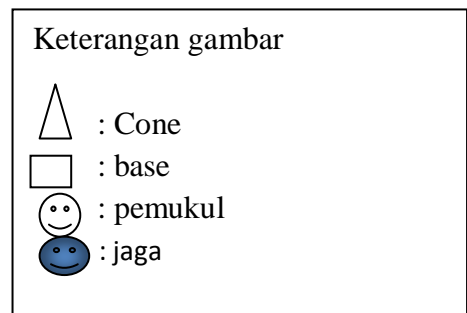 Keterangan gambar
: Cone
: base
: pemukul
: jaga